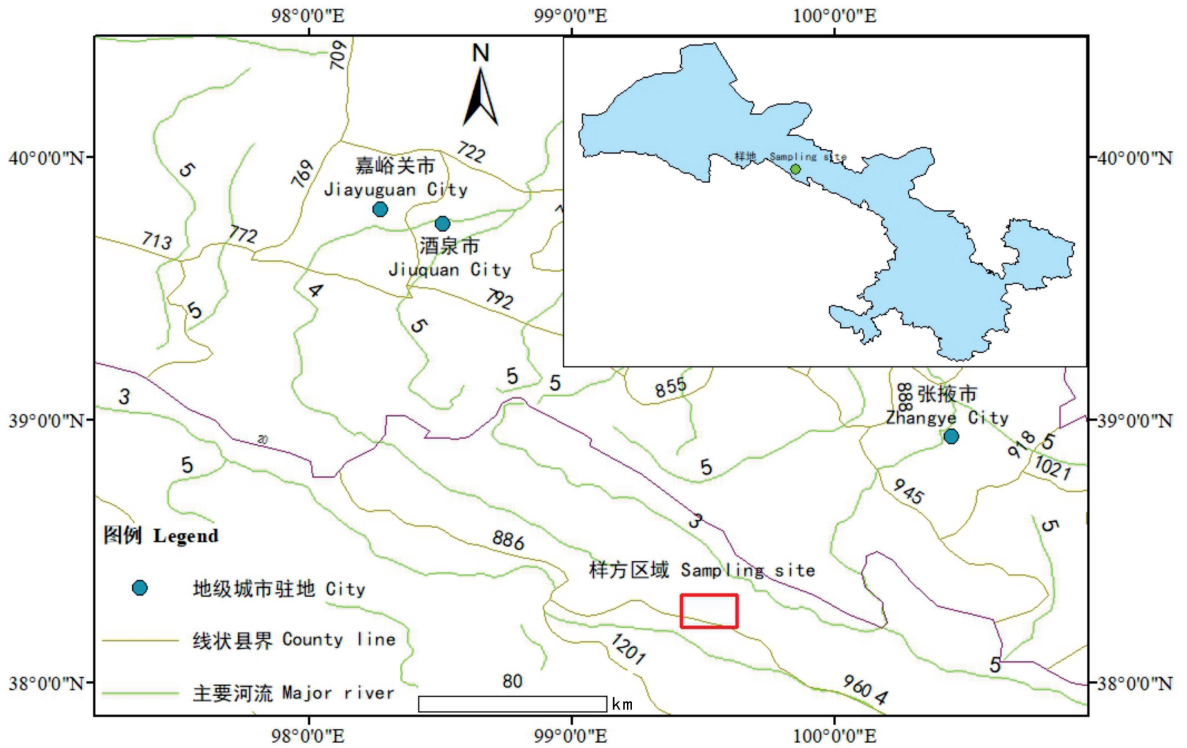 98°0'0"E
99°0'0"E
100°0'0"E
N
709
40°0'0"N
40°0'0"N
722
样地 Sampling site
嘉峪关市
Jiayuguan City
5
769
713
772
酒泉市
Jiuquan City
4
792
5
5
5
5
855
888
张掖市
Zhangye City
3
39°0'0"N
39°0'0"N
20
918
5
5
5
1021
945
3
5
图例 Legend
886
样方区域 Sampling site
地级城市驻地 City
线状县界 County line
1201
5
主要河流 Major river
80
km
960 4
38°0'0"N
38°0'0"N
98°0'0"E
99°0'0"E
100°0'0"E